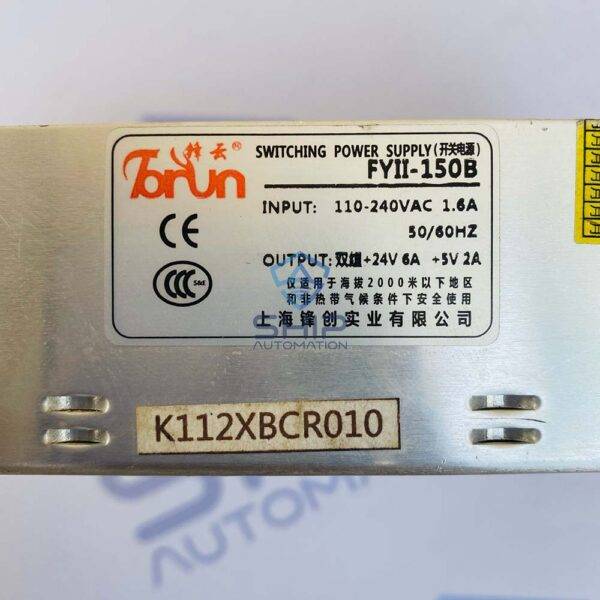 锋云®
Torun
SWITCHING POWER SUPPLY(开关电源)
FYII-150B
INPUT: 110-240VAC 1.6A
50/60HZ
OUTPUT: 双组+24V 6A +5V 2A
CE
CCC S&E
仅适用于海拔2000米以下地区
和非热带气候条件下安全使用
上海锋创实业有限公司
SHIP
AUTOMATION
K112XBCR010
AUTOMATION